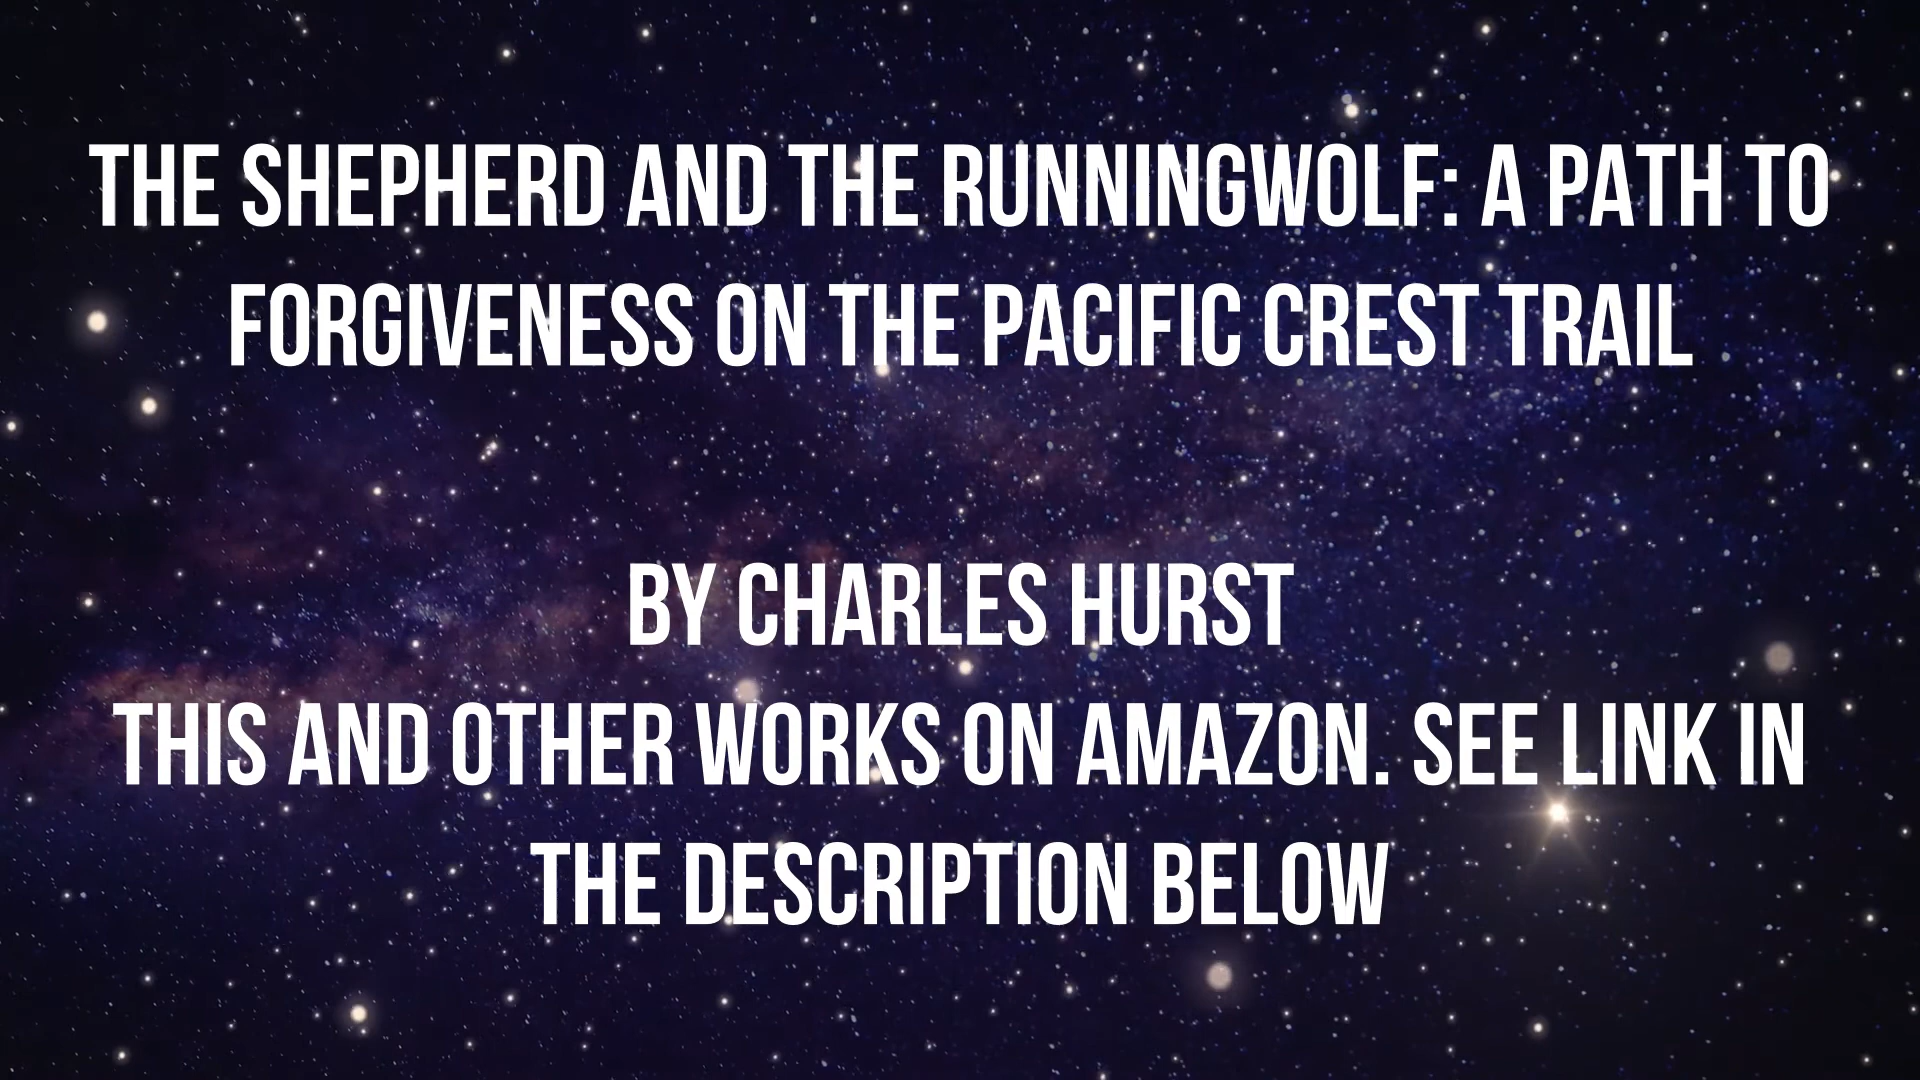 THE SHEPHERD AND THE RUNNINGWOLF: A PATH TO
FORGIVENESS ON THE PACIFIC CREST TRAIL
BY CHARLES HURST
THIS AND OTHER WORKS ON AMAZON. SEE LINK IN
THE DESCRIPTION BELOW